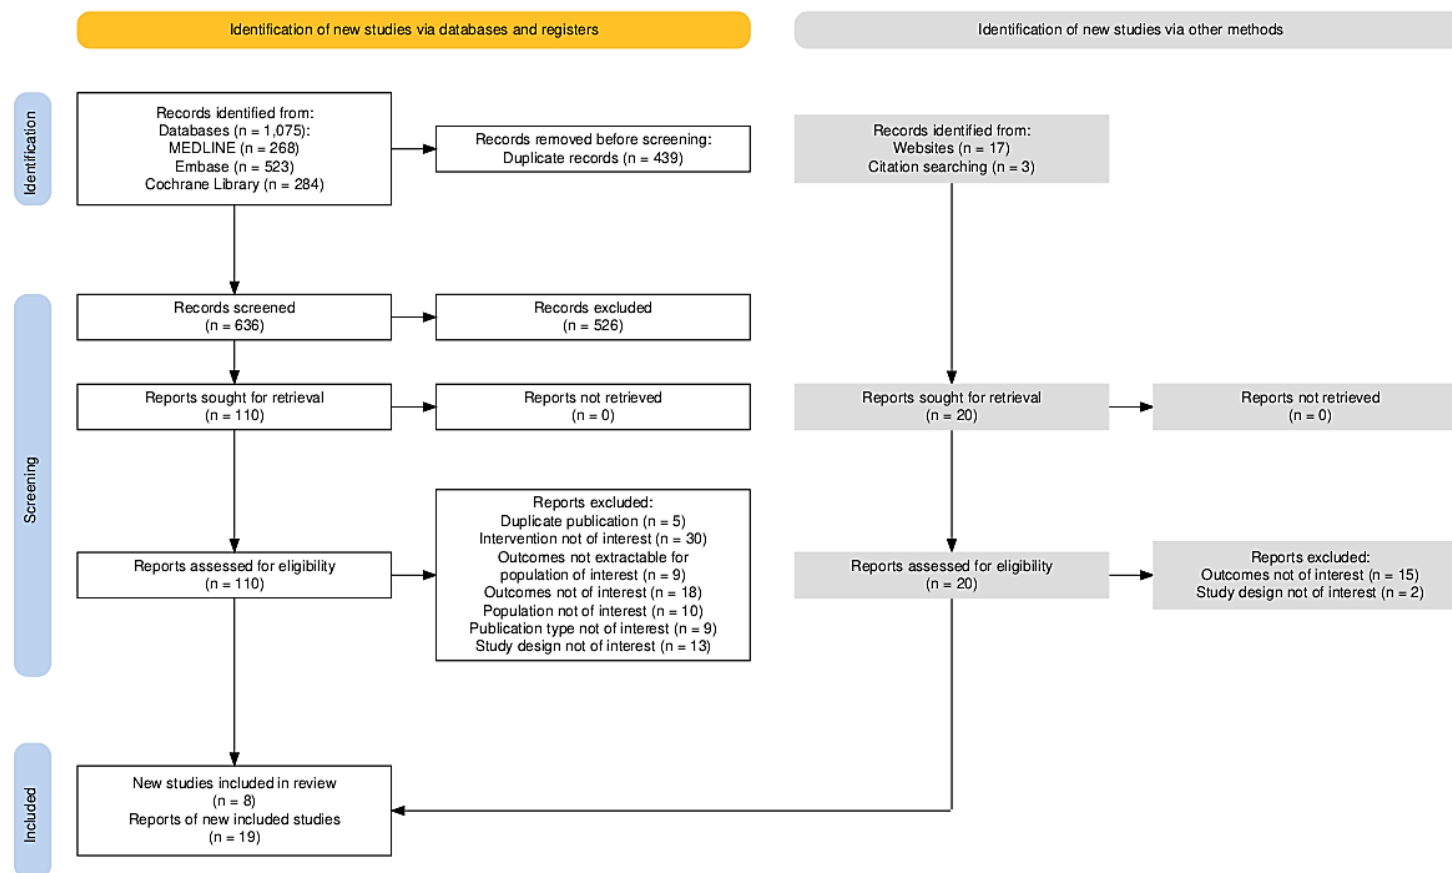 Identification of new studies via databases and registers
Identification of new studies via other methods
Identification
Records identified from:
Databases (n = 1,075):
MEDLINE (n = 268)
Embase (n = 523)
Cochrane Library (n = 284)
Records removed before screening:
Duplicate records (n = 439)
Records identified from:
Websites (n = 17)
Citation searching (n = 3)
Screening
Records screened
(n = 636)
Records excluded
(n = 526)
Reports sought for retrieval
(n = 110)
Reports not retrieved
(n = 0)
Reports sought for retrieval
(n = 20)
Reports not retrieved
(n = 0)
Reports assessed for eligibility
(n = 110)
Reports excluded:
Duplicate publication (n = 5)
Intervention not of interest (n = 30)
Outcomes not extractable for
population of interest (n = 9)
Outcomes not of interest (n = 18)
Population not of interest (n = 10)
Publication type not of interest (n = 9)
Study design not of interest (n = 13)
Reports assessed for eligibility
(n = 20)
Reports excluded:
Outcomes not of interest (n = 15)
Study design not of interest (n = 2)
Included
New studies included in review
(n = 8)
Reports of new included studies
(n = 19)